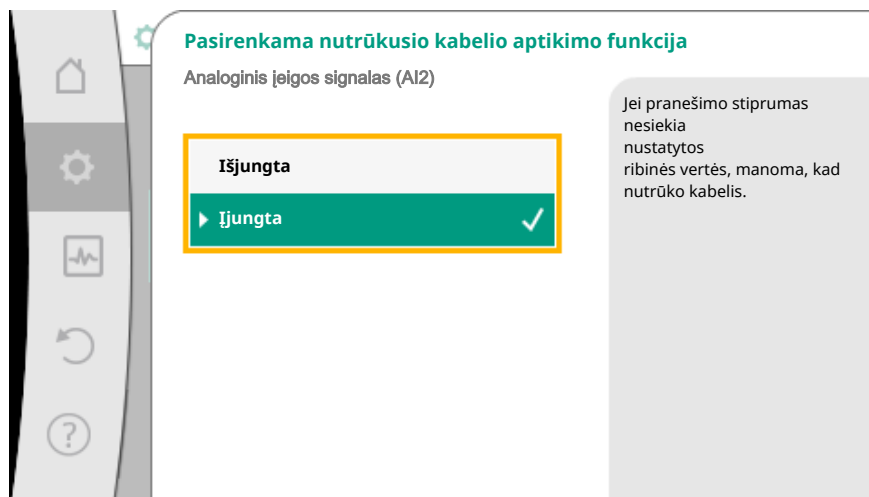 Pasirenkama nutrūkusio kabelio aptikimo funkcija
Analoginis įeigos signalas (AI2)
Išjungta
Įjungta
Jei pranešimo stiprumas
nesiekia
nustatytos
ribinės vertės, manoma, kad
nutrūko kabelis.